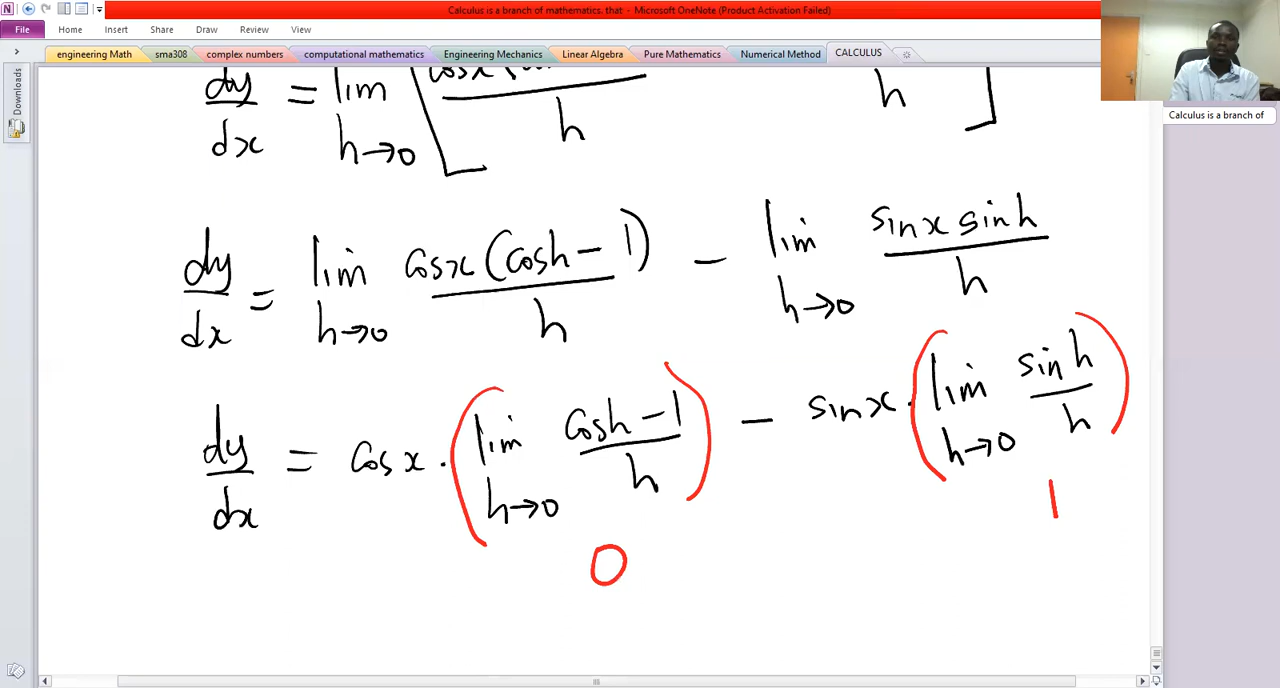 Calculus is a branch of mathematics. that - Microsoft OneNote (Product Activation Failed)
File Home Insert Share Draw Review View
engineering Math sma308 complex numbers computational mathematics Engineering Mechanics Linear Algebra Pure Mathematics Numerical Method CALCULUS
Downloads
Calculus is a branch of
dy/dx = lim h→0 [ /h h ]
dy/dx = lim h→0 cosx(cosh-1)/h - lim h→0 sinx sinh/h
dy/dx = cosx·(lim h→0 cosh-1/h) - sinx·(lim h→0 sinh/h)
0 1